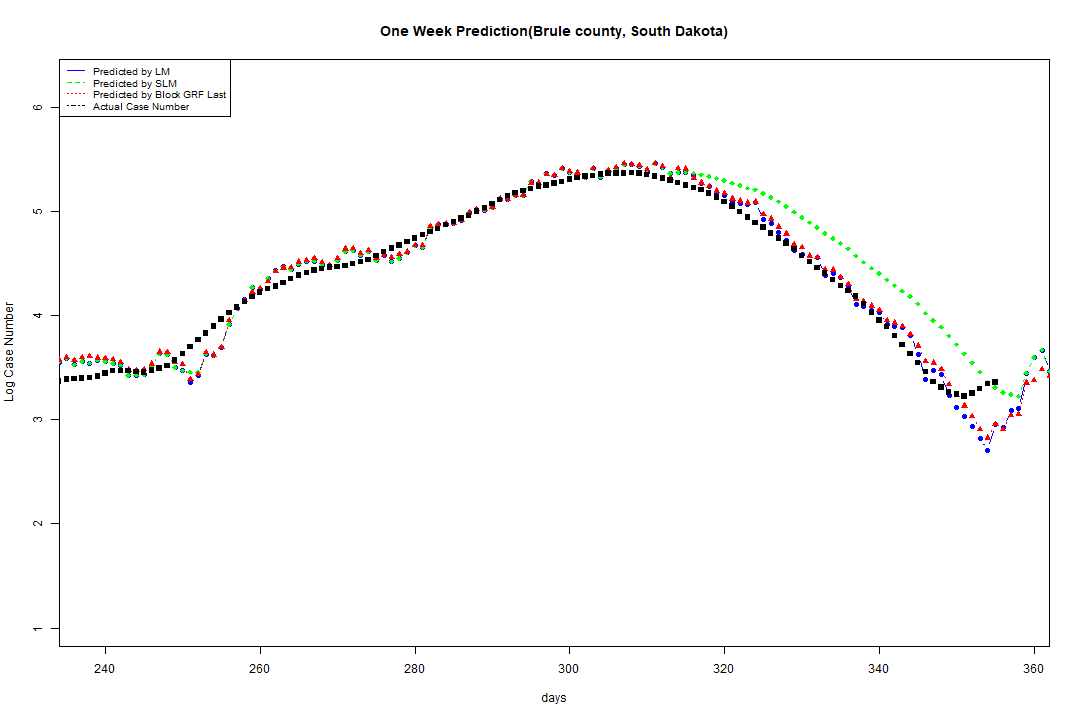 One Week Prediction(Brule county, South Dakota)
Predicted by LM
Predicted by SLM
Predicted by Block GRF Last
Actual Case Number
6
5
4
3
2
1
Log Case Number
240 260 280 300 320 340 360
days